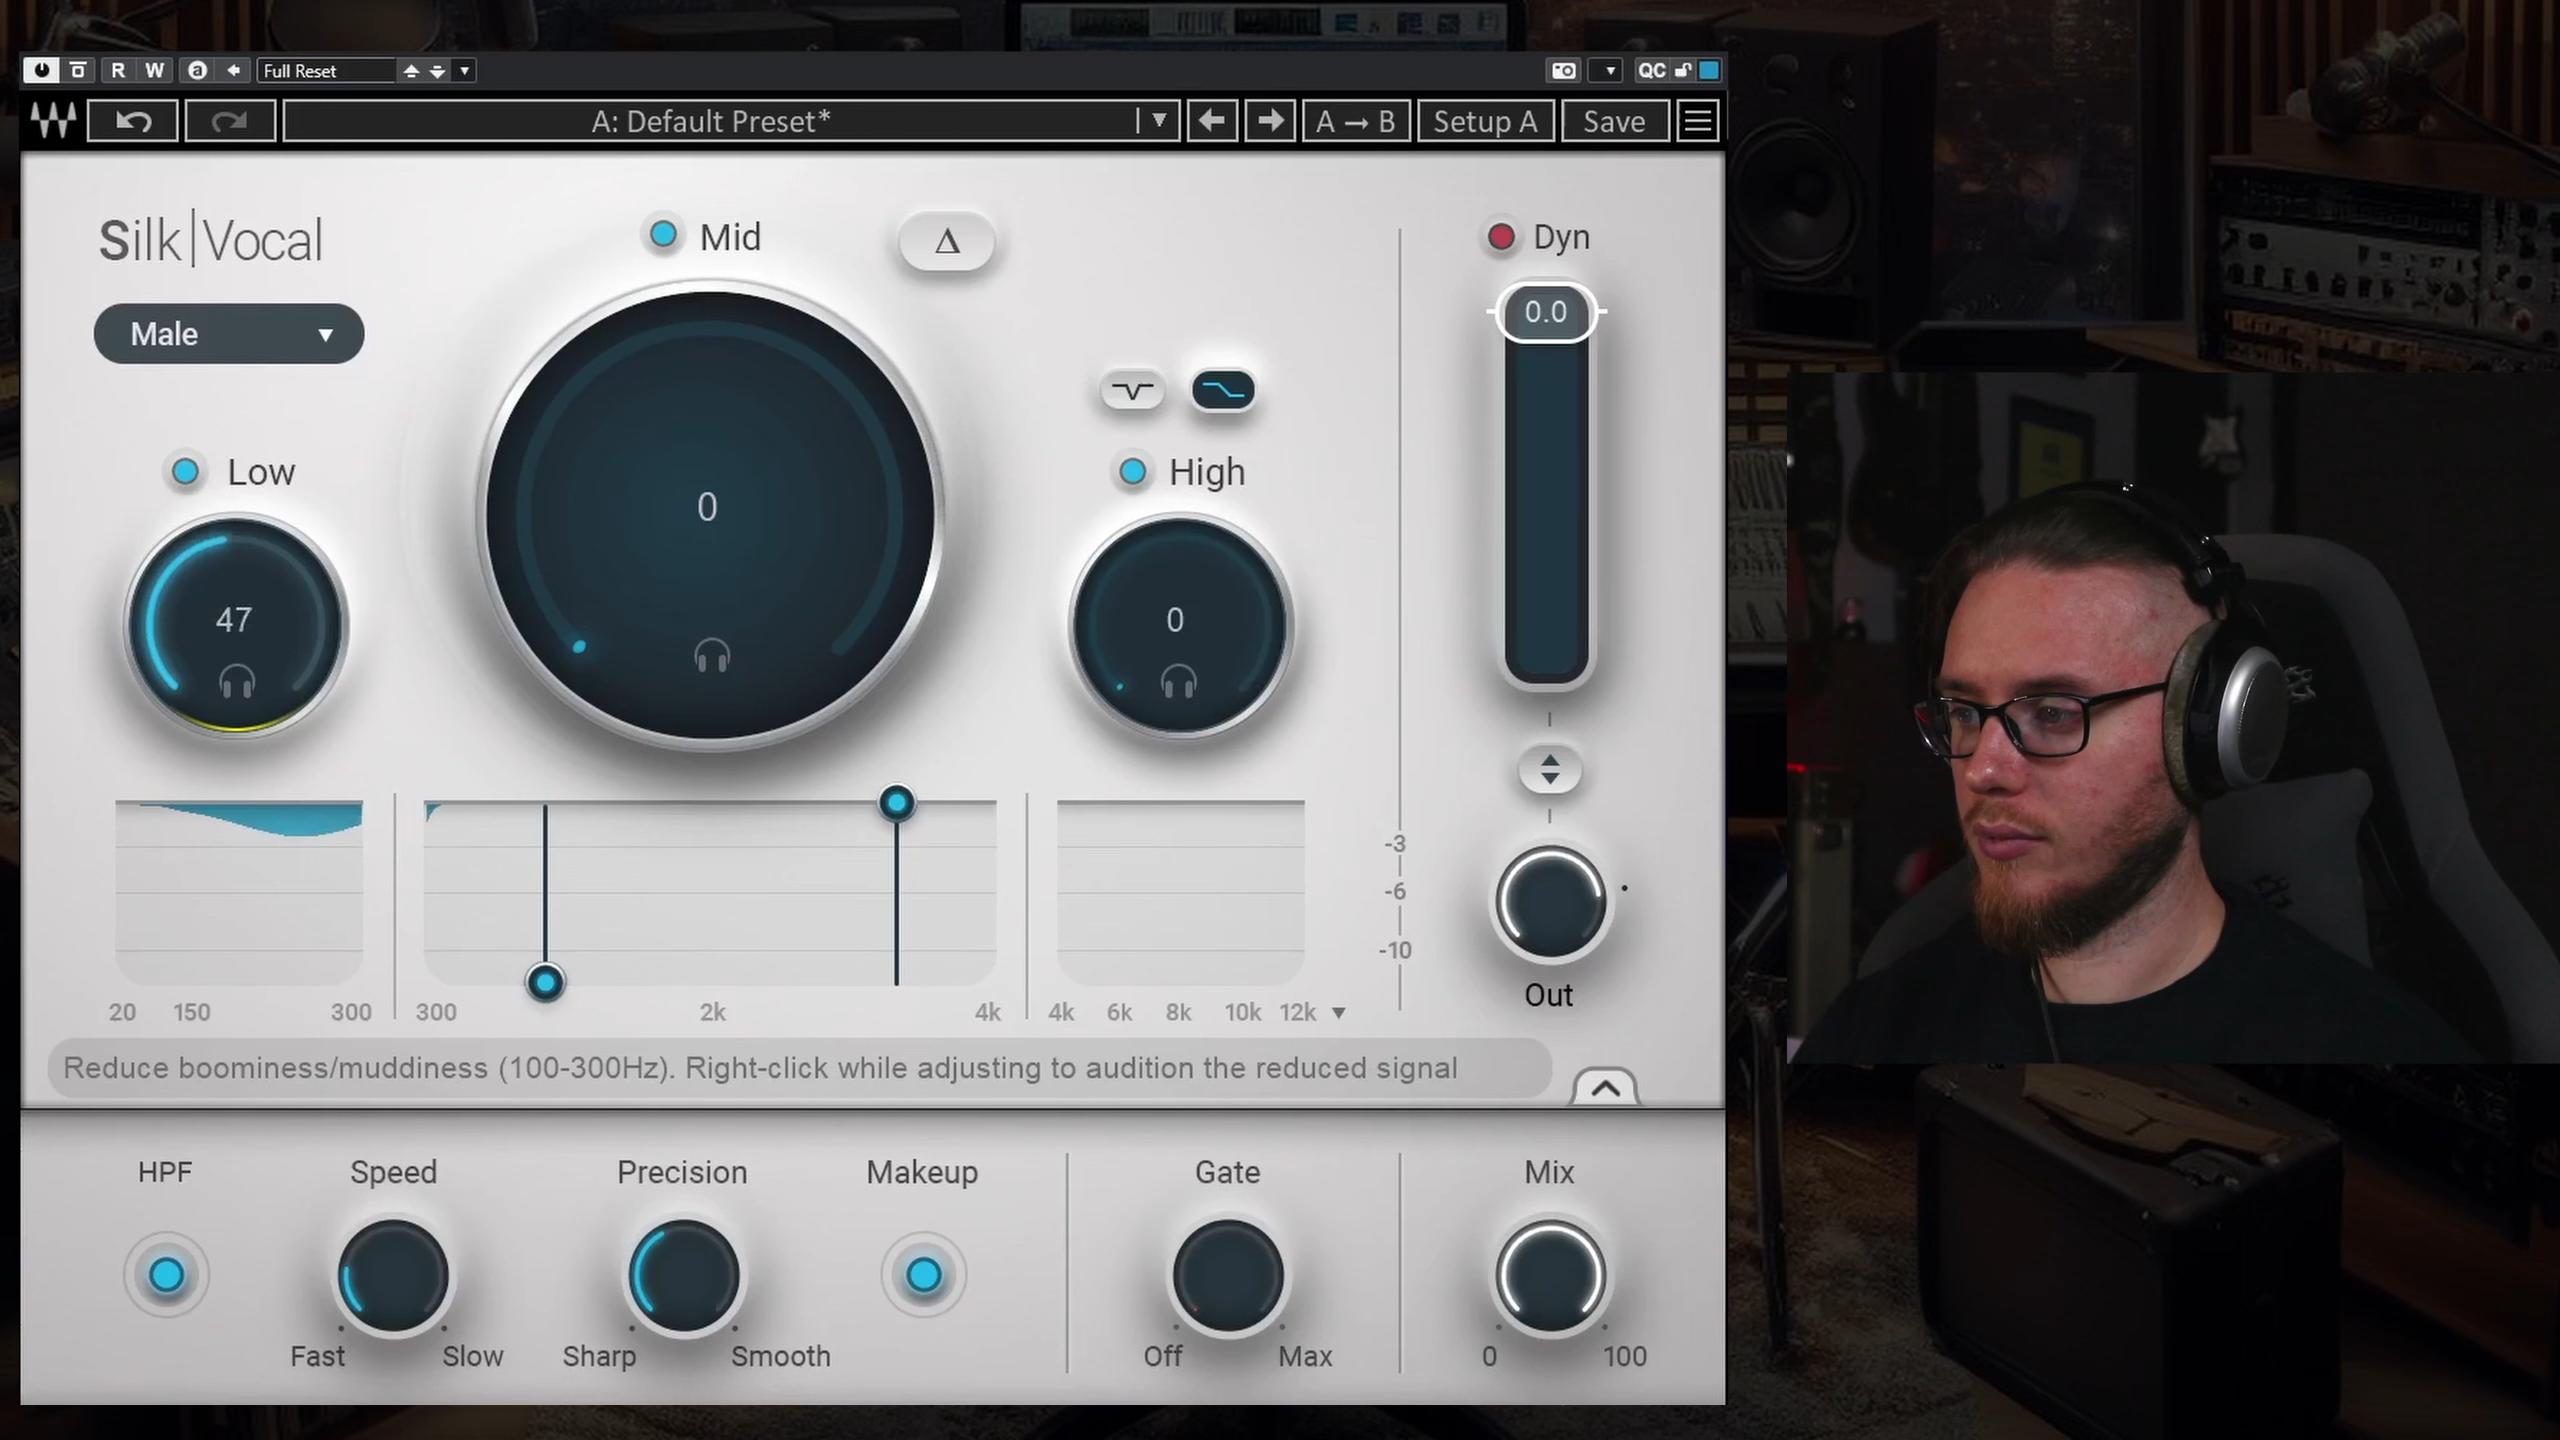 R W a Full Reset QC
A: Default Preset* A → B Setup A Save
Silk|Vocal
Male
Mid
Δ
Dyn
0.0
Low
High
0
47
0
-3
-6
-10
20 150 300 300 2k 4k 4k 6k 8k 10k 12k
Out
Reduce boominess/muddiness (100-300Hz). Right-click while adjusting to audition the reduced signal
HPF Speed Precision Makeup Gate Mix
Fast Slow Sharp Smooth Off Max 0 100